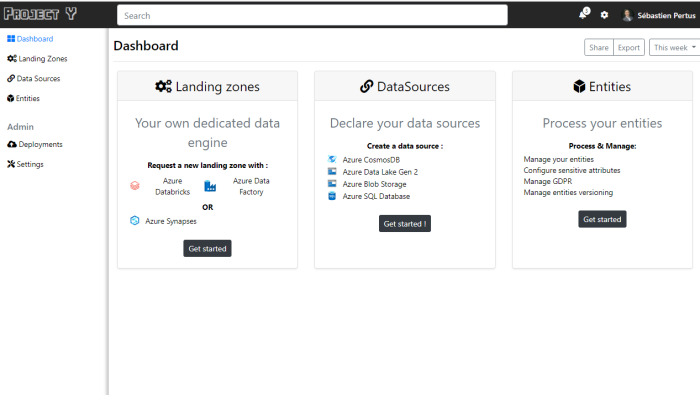 PROJECT Y
Search
3
Sébastien Pertus
Dashboard
Landing Zones
Data Sources
Entities
Admin
Deployments
Settings
Dashboard
Share
Export
This week
Landing zones
Your own dedicated data
engine
Request a new landing zone with :
Azure
Databricks
Azure Data
Factory
OR
Azure Synapses
Get started
DataSources
Declare your data sources
Create a data source :
Azure CosmosDB
Azure Data Lake Gen 2
Azure Blob Storage
Azure SQL Database
Get started !
Entities
Process your entities
Process & Manage:
Manage your entities
Configure sensitive attributes
Manage GDPR
Manage entities versioning
Get started